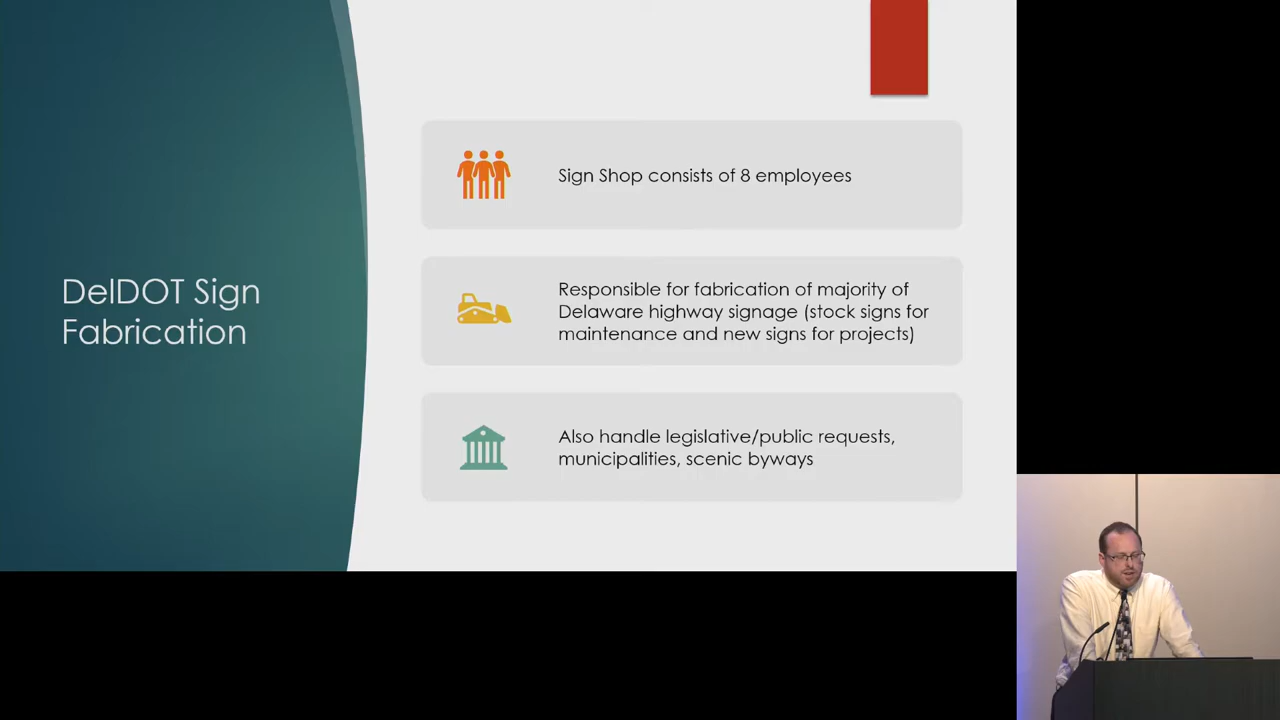 DelDOT Sign
Fabrication
Sign Shop consists of 8 employees
Responsible for fabrication of majority of
Delaware highway signage (stock signs for
maintenance and new signs for projects)
Also handle legislative/public requests,
municipalities, scenic byways